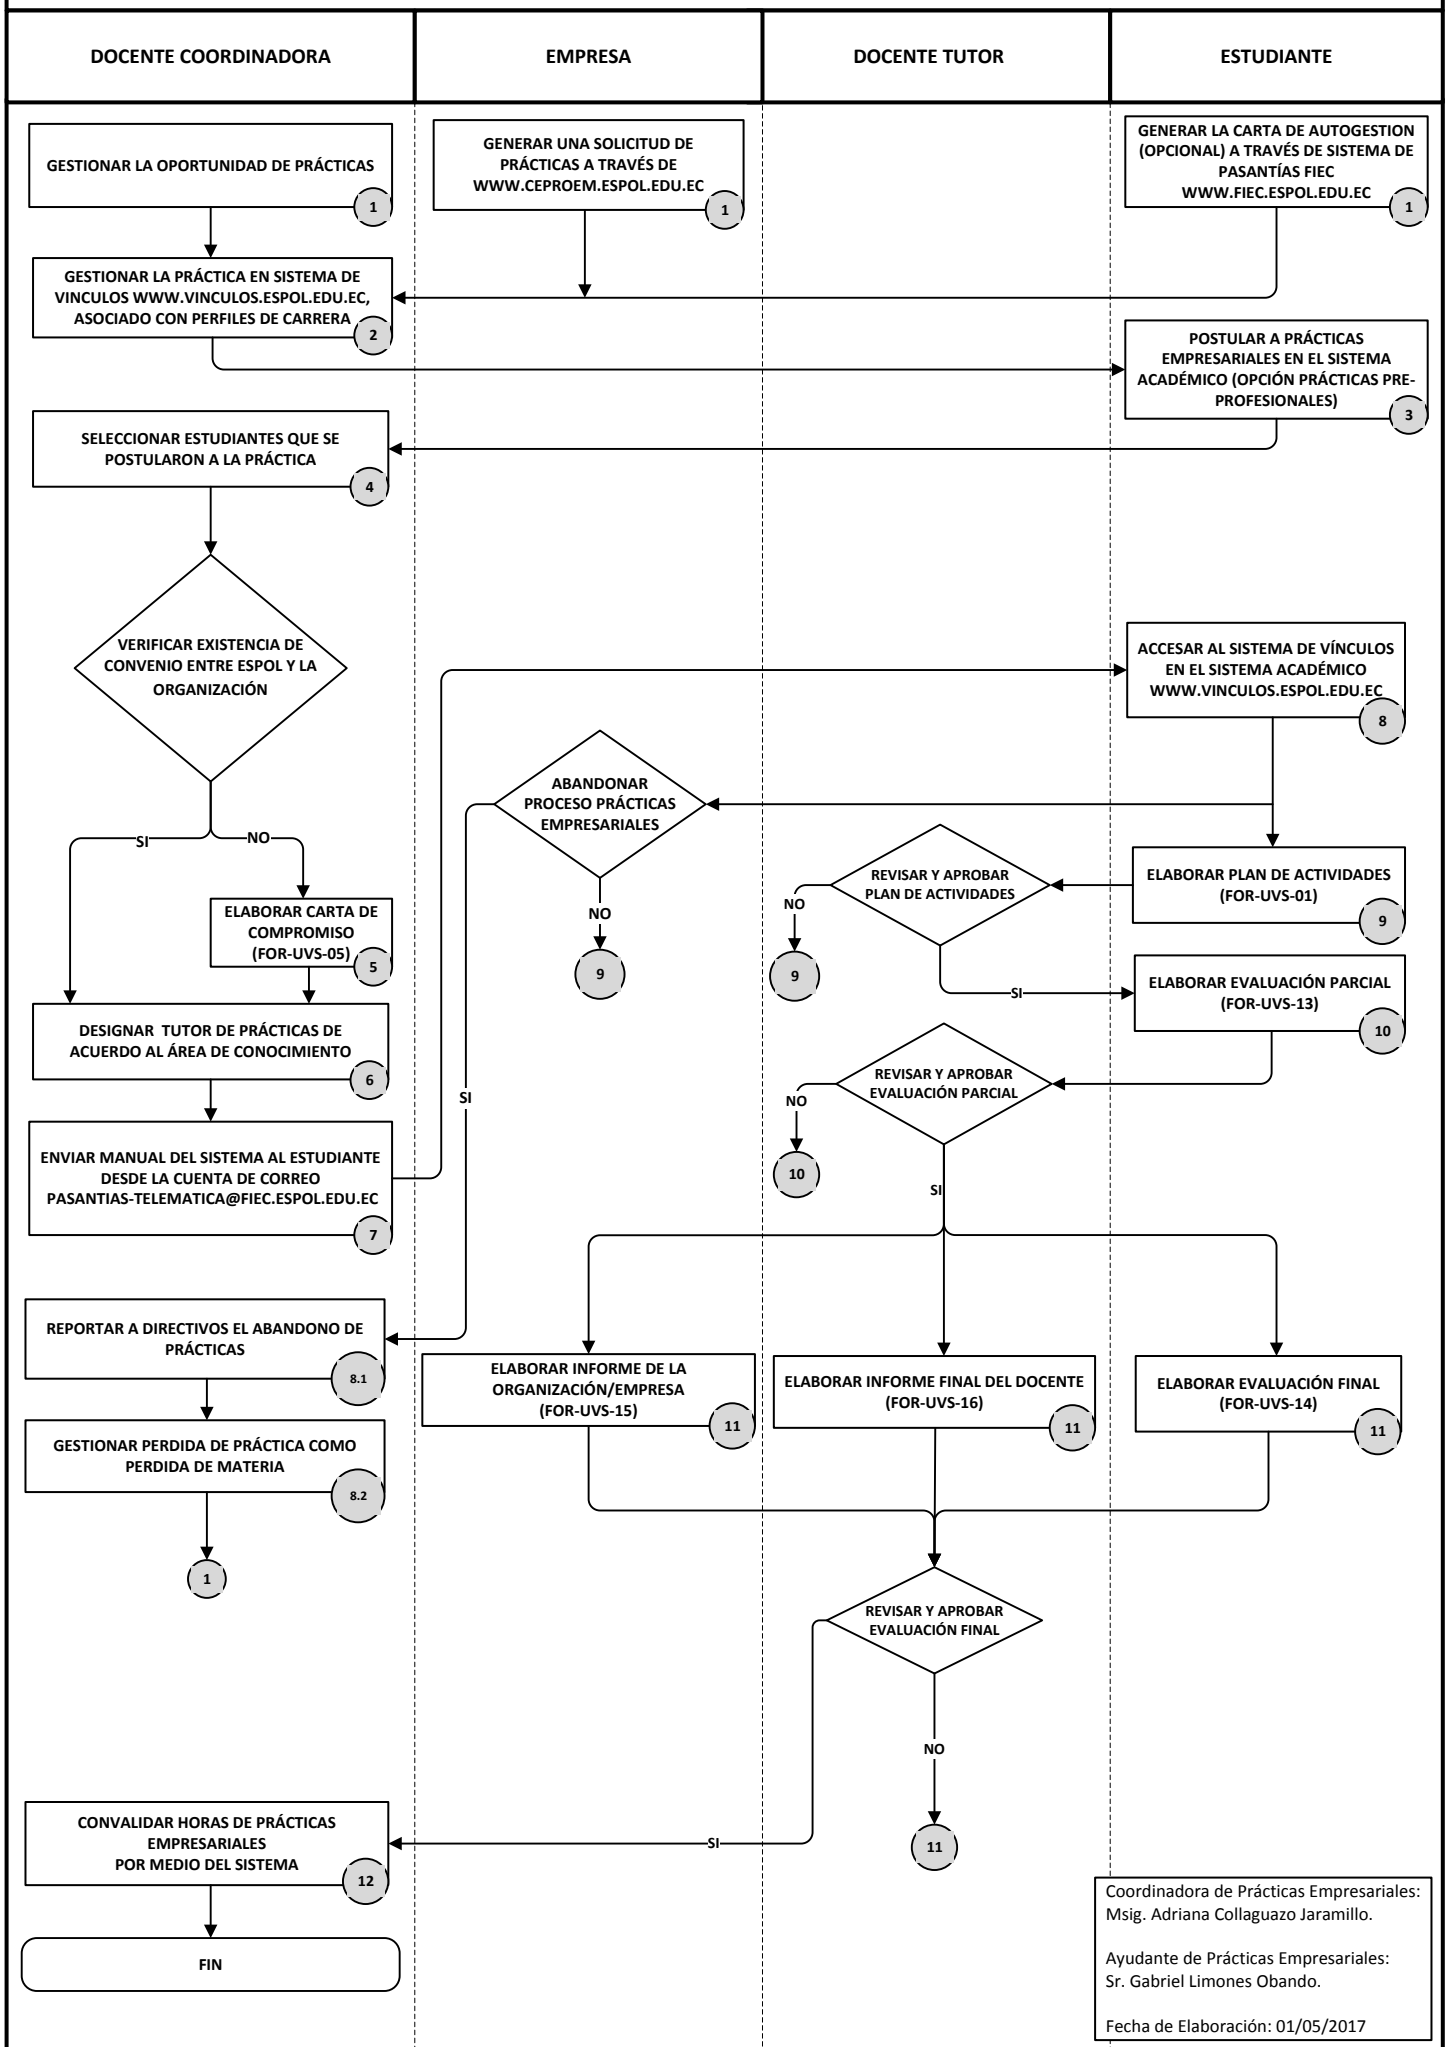 DOCENTE COORDINADORA
EMPRESA
DOCENTE TUTOR
ESTUDIANTE
GESTIONAR LA OPORTUNIDAD DE PRÁCTICAS
1
GENERAR UNA SOLICITUD DE
PRÁCTICAS A TRAVÉS DE
WWW.CEPROEM.ESPOL.EDU.EC
1
GENERAR LA CARTA DE AUTOGESTION
(OPCIONAL) A TRAVÉS DE SISTEMA DE
PASANTÍAS FIEC
WWW.FIEC.ESPOL.EDU.EC
1
GESTIONAR LA PRÁCTICA EN SISTEMA DE
VINCULOS WWW.VINCULOS.ESPOL.EDU.EC,
ASOCIADO CON PERFILES DE CARRERA
2
POSTULAR A PRÁCTICAS
EMPRESARIALES EN EL SISTEMA
ACADÉMICO (OPCIÓN PRÁCTICAS PRE-
PROFESIONALES)
3
SELECCIONAR ESTUDIANTES QUE SE
POSTULARON A LA PRÁCTICA
4
VERIFICAR EXISTENCIA DE
CONVENIO ENTRE ESPOL Y LA
ORGANIZACIÓN
SI
NO
ELABORAR CARTA DE
COMPROMISO
(FOR-UVS-05)
5
DESIGNAR TUTOR DE PRÁCTICAS DE
ACUERDO AL ÁREA DE CONOCIMIENTO
6
ENVIAR MANUAL DEL SISTEMA AL ESTUDIANTE
DESDE LA CUENTA DE CORREO
PASANTIAS-TELEMATICA@FIEC.ESPOL.EDU.EC
7
ACCESAR AL SISTEMA DE VÍNCULOS
EN EL SISTEMA ACADÉMICO
WWW.VINCULOS.ESPOL.EDU.EC
8
ABANDONAR
PROCESO PRÁCTICAS
EMPRESARIALES
NO
9
SI
ELABORAR PLAN DE ACTIVIDADES
(FOR-UVS-01)
9
REVISAR Y APROBAR
PLAN DE ACTIVIDADES
NO
9
SI
ELABORAR EVALUACIÓN PARCIAL
(FOR-UVS-13)
10
REVISAR Y APROBAR
EVALUACIÓN PARCIAL
NO
10
SI
REPORTAR A DIRECTIVOS EL ABANDONO DE
PRÁCTICAS
8.1
GESTIONAR PERDIDA DE PRÁCTICA COMO
PERDIDA DE MATERIA
8.2
1
ELABORAR INFORME DE LA
ORGANIZACIÓN/EMPRESA
(FOR-UVS-15)
11
ELABORAR INFORME FINAL DEL DOCENTE
(FOR-UVS-16)
11
ELABORAR EVALUACIÓN FINAL
(FOR-UVS-14)
11
REVISAR Y APROBAR
EVALUACIÓN FINAL
NO
11
SI
CONVALIDAR HORAS DE PRÁCTICAS
EMPRESARIALES
POR MEDIO DEL SISTEMA
12
FIN
Coordinadora de Prácticas Empresariales:
Msig. Adriana Collaguazo Jaramillo.
Ayudante de Prácticas Empresariales:
Sr. Gabriel Limones Obando.
Fecha de Elaboración: 01/05/2017